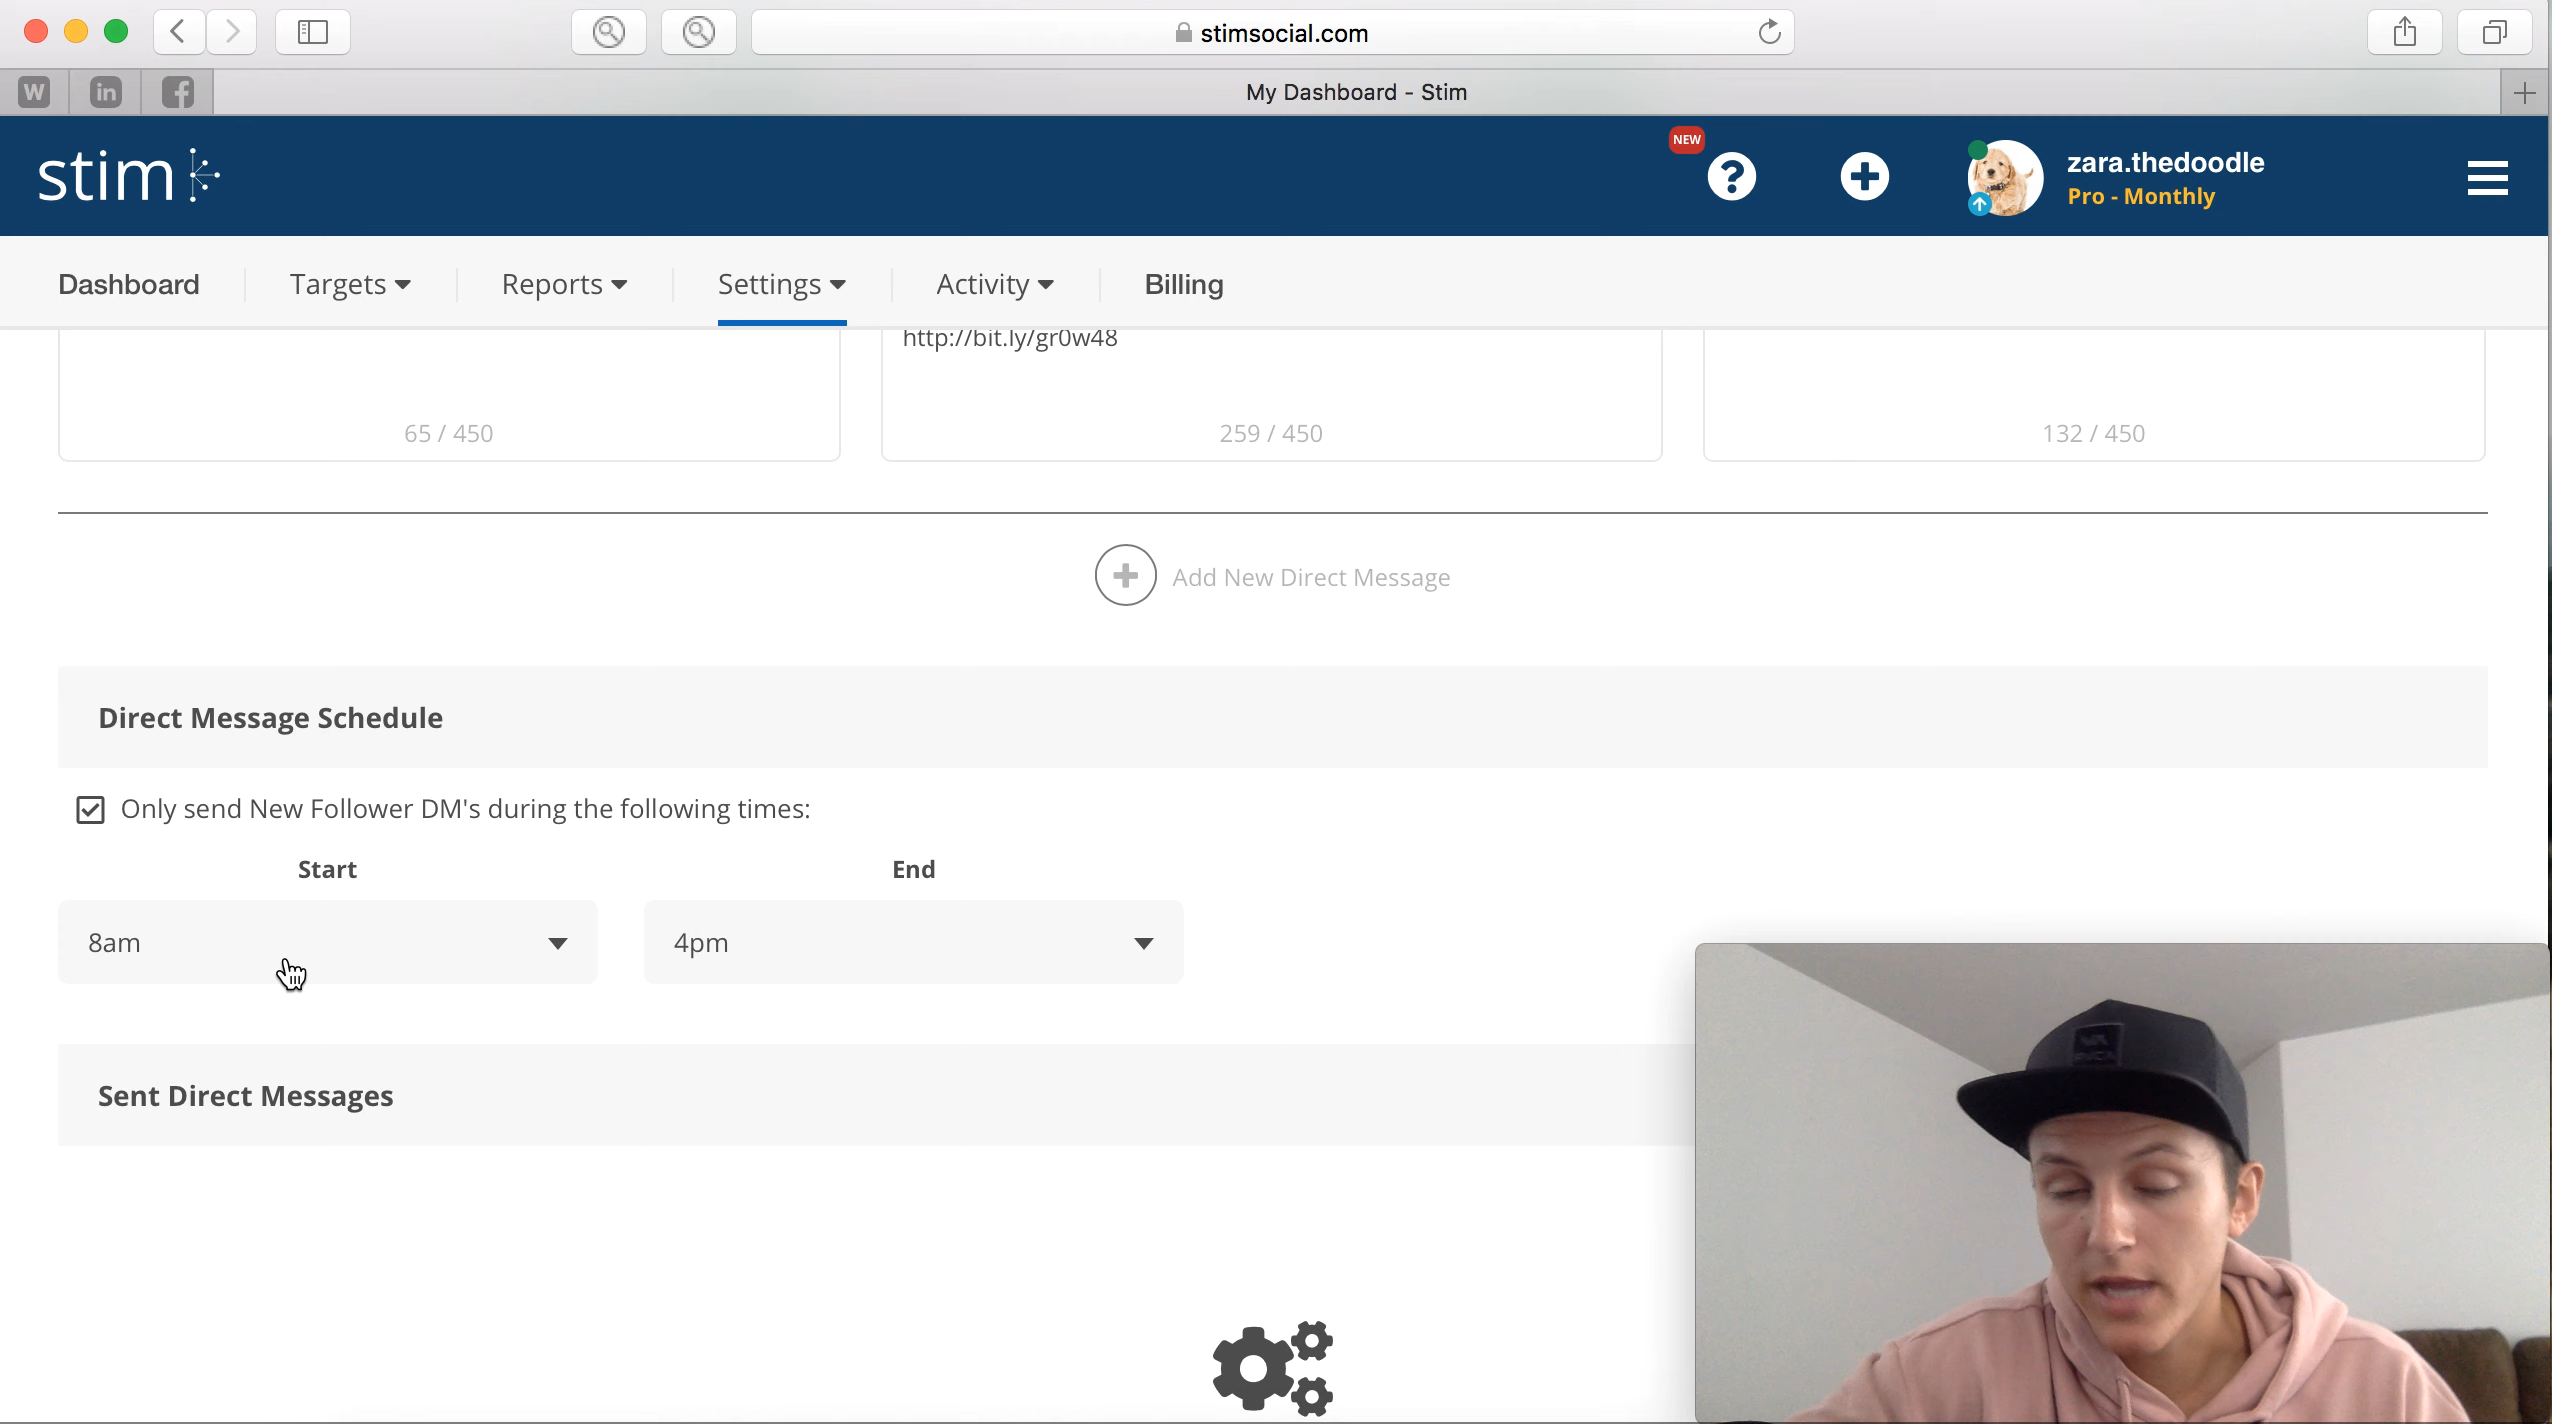 stimsocial.com
W
in
f
My Dashboard - Stim
stim
NEW
?
zara.thedoodle
Pro - Monthly
Dashboard
Targets
Reports
Settings
Activity
Billing
http://bit.ly/gr0w48
65 / 450
259 / 450
132 / 450
Add New Direct Message
Direct Message Schedule
Only send New Follower DM's during the following times:
Start
End
8am
4pm
Sent Direct Messages